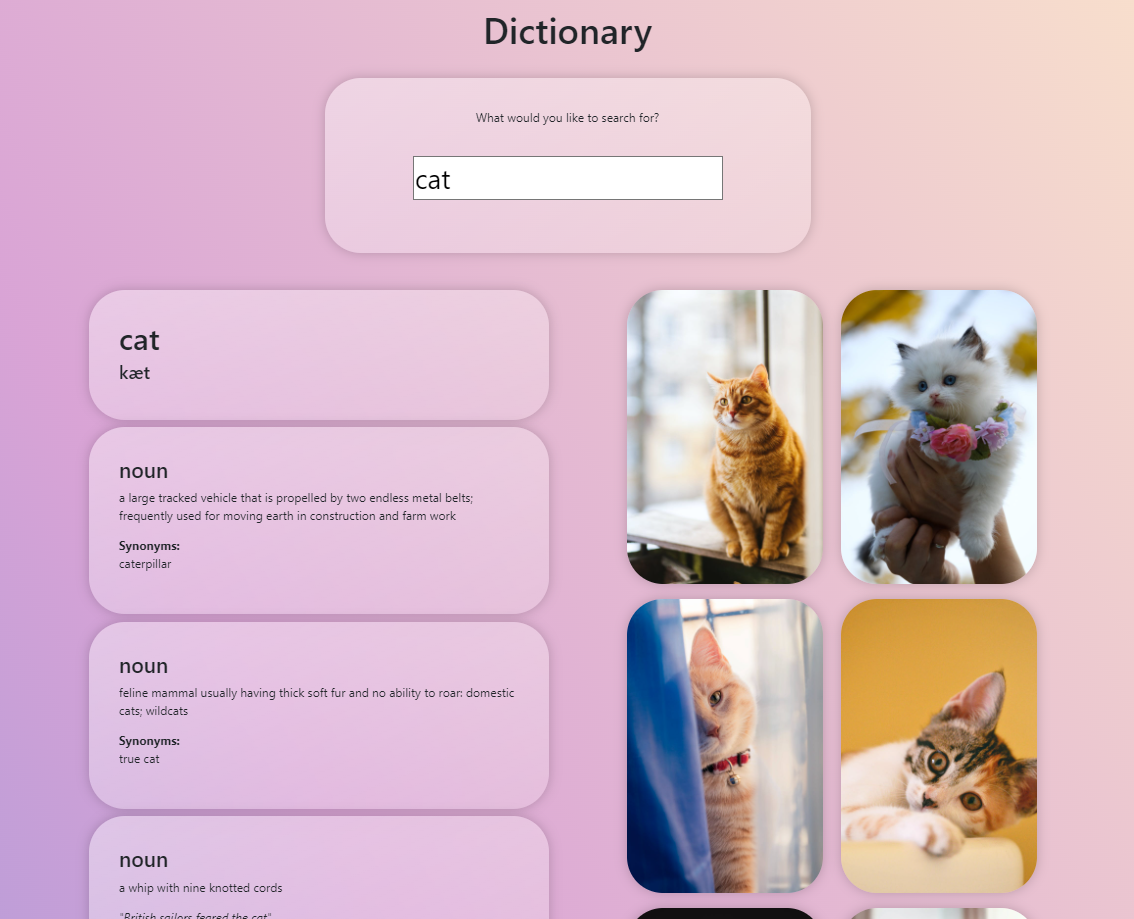 Dictionary
What would you like to search for?
cat
cat
kæt
noun
a large tracked vehicle that is propelled by two endless metal belts;
frequently used for moving earth in construction and farm work
Synonyms:
caterpillar
noun
feline mammal usually having thick soft fur and no ability to roar: domestic
cats; wildcats
Synonyms:
true cat
noun
a whip with nine knotted cords
"British sailors feared the cat"